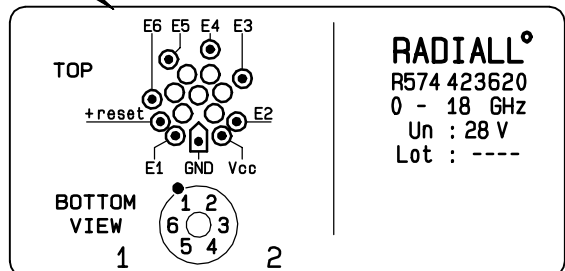 E6 E5 E4 E3
TOP
+reset
E2
E1 GND Vcc
BOTTOM
VIEW
1 2
6 3
5 4
1 2
RADIALL°
R574 423620
0 - 18 GHz
Un : 28 V
Lot : ----